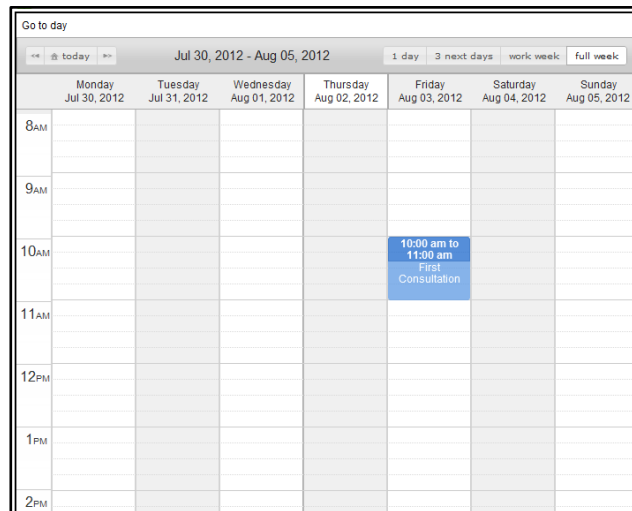 Go to day
today Jul 30, 2012 - Aug 05, 2012 1 day 3 next days work week full week
Monday Tuesday Wednesday Thursday Friday Saturday Sunday
Jul 30, 2012 Jul 31, 2012 Aug 01, 2012 Aug 02, 2012 Aug 03, 2012 Aug 04, 2012 Aug 05, 2012
8AM
9AM
10AM
10:00 am to
11:00 am
First
Consultation
11AM
12PM
1PM
2PM